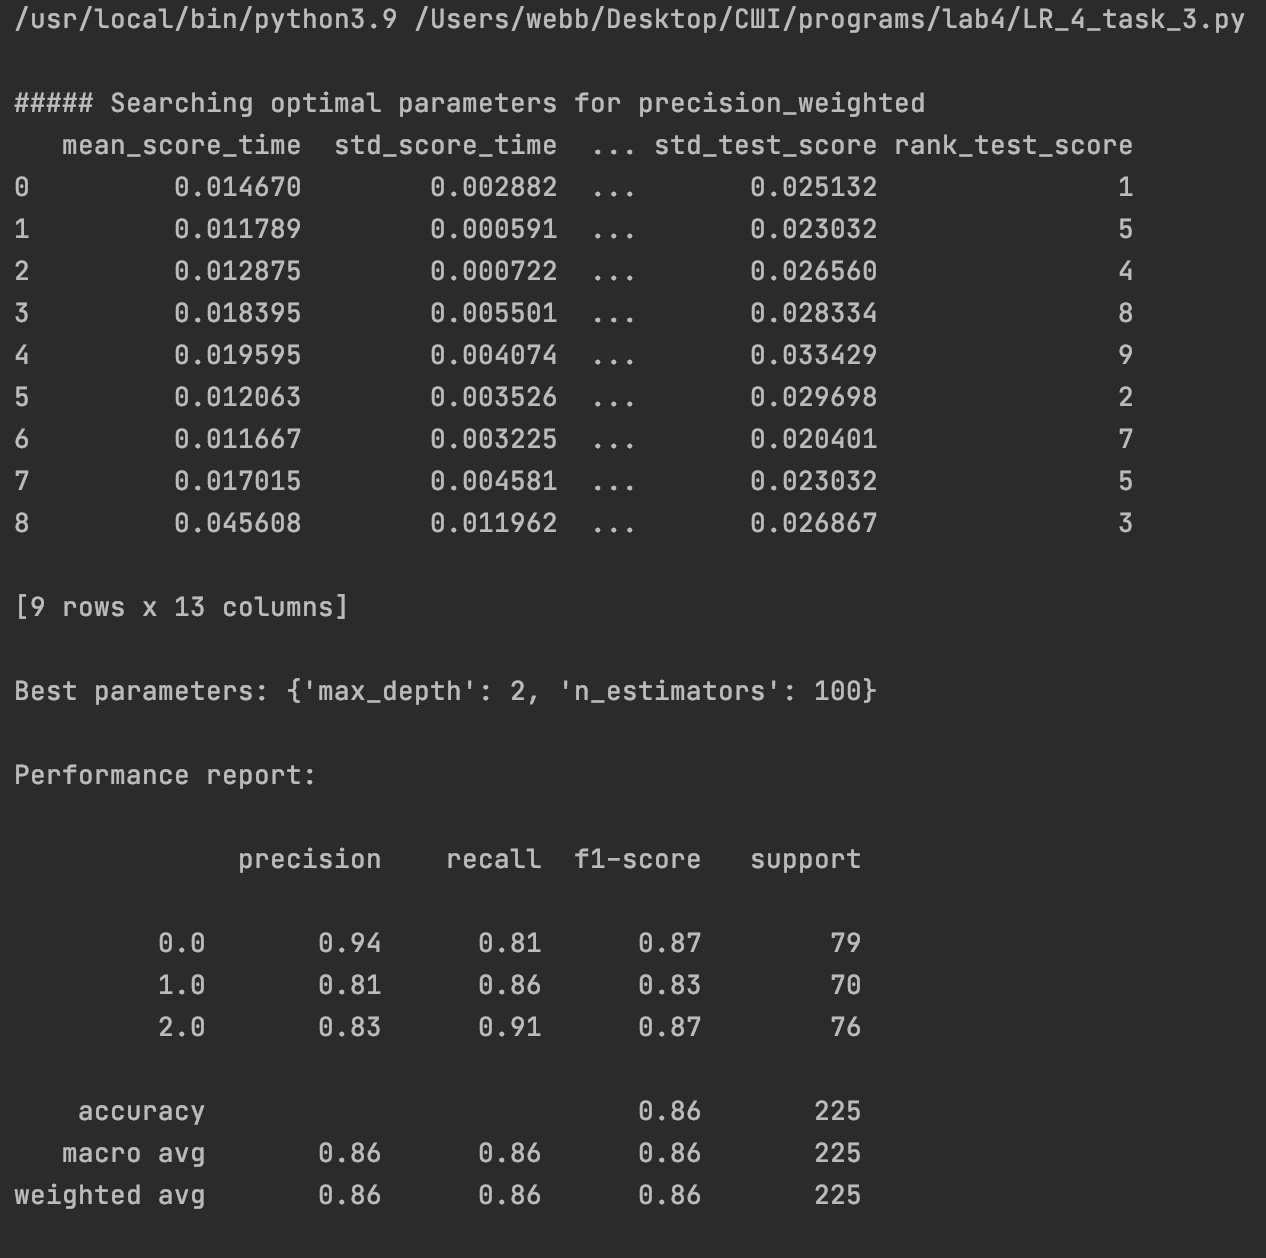 /usr/local/bin/python3.9 /Users/webb/Desktop/СШІ/programs/lab4/LR_4_task_3.py
##### Searching optimal parameters for precision_weighted
mean_score_time std_score_time ... std_test_score rank_test_score
0 0.014670 0.002882 ... 0.025132 1
1 0.011789 0.000591 ... 0.023032 5
2 0.012875 0.000722 ... 0.026560 4
3 0.018395 0.005501 ... 0.028334 8
4 0.019595 0.004074 ... 0.033429 9
5 0.012063 0.003526 ... 0.029698 2
6 0.011667 0.003225 ... 0.020401 7
7 0.017015 0.004581 ... 0.023032 5
8 0.045608 0.011962 ... 0.026867 3
[9 rows x 13 columns]
Best parameters: {'max_depth': 2, 'n_estimators': 100}
Performance report:
precision recall f1-score support
0.0 0.94 0.81 0.87 79
1.0 0.81 0.86 0.83 70
2.0 0.83 0.91 0.87 76
accuracy 0.86 225
macro avg 0.86 0.86 0.86 225
weighted avg 0.86 0.86 0.86 225